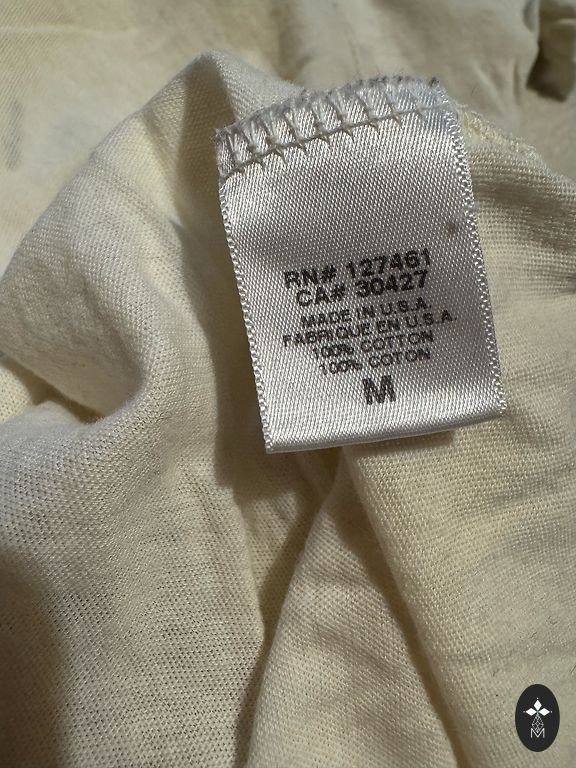 RN# 127461
CA# 30427
MADE IN U.S.A.
FABRIQUE EN U.S.A.
100% COTTON
100% COTON
M
M